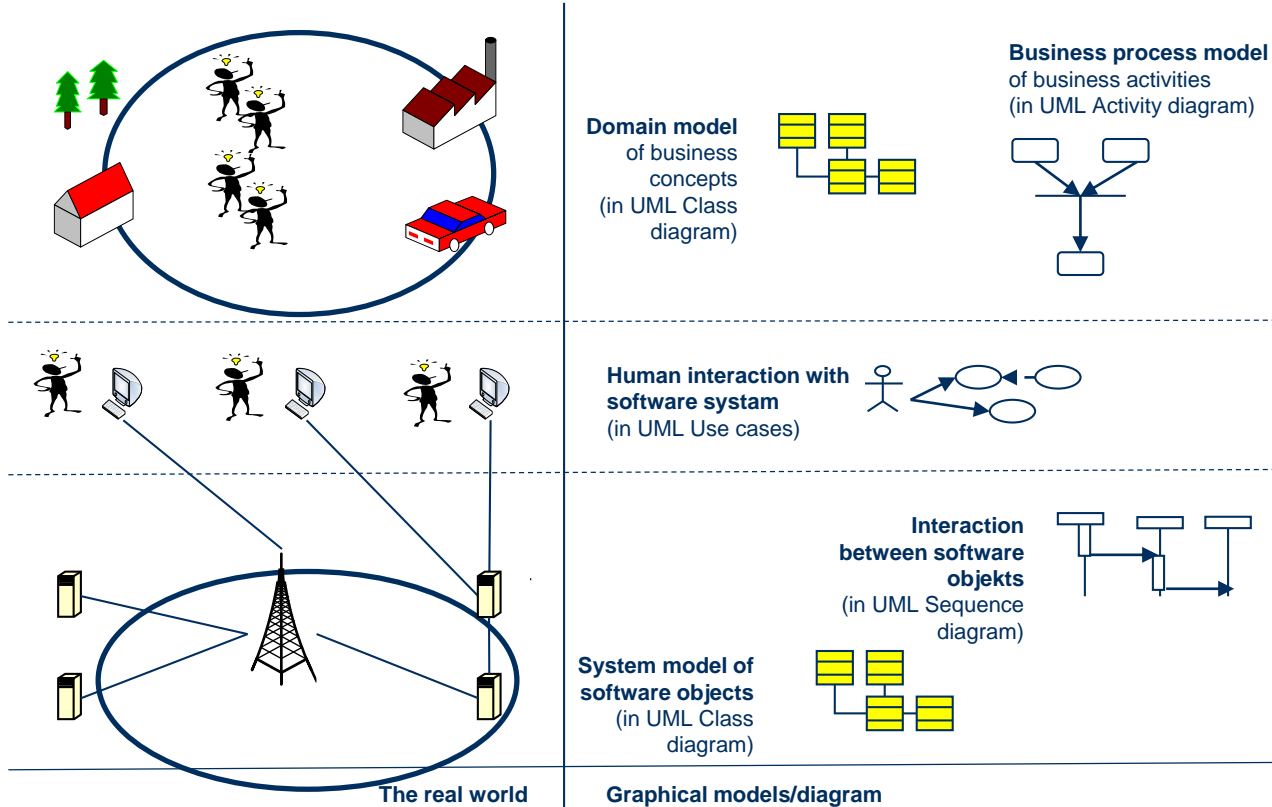 Business process model
of business activities
(in UML Activity diagram)
Domain model
of business
concepts
(in UML Class
diagram)
Human interaction with
software systam
(in UML Use cases)
Interaction
between software
objekts
(in UML Sequence
diagram)
System model of
software objects
(in UML Class
diagram)
The real world
Graphical models/diagram